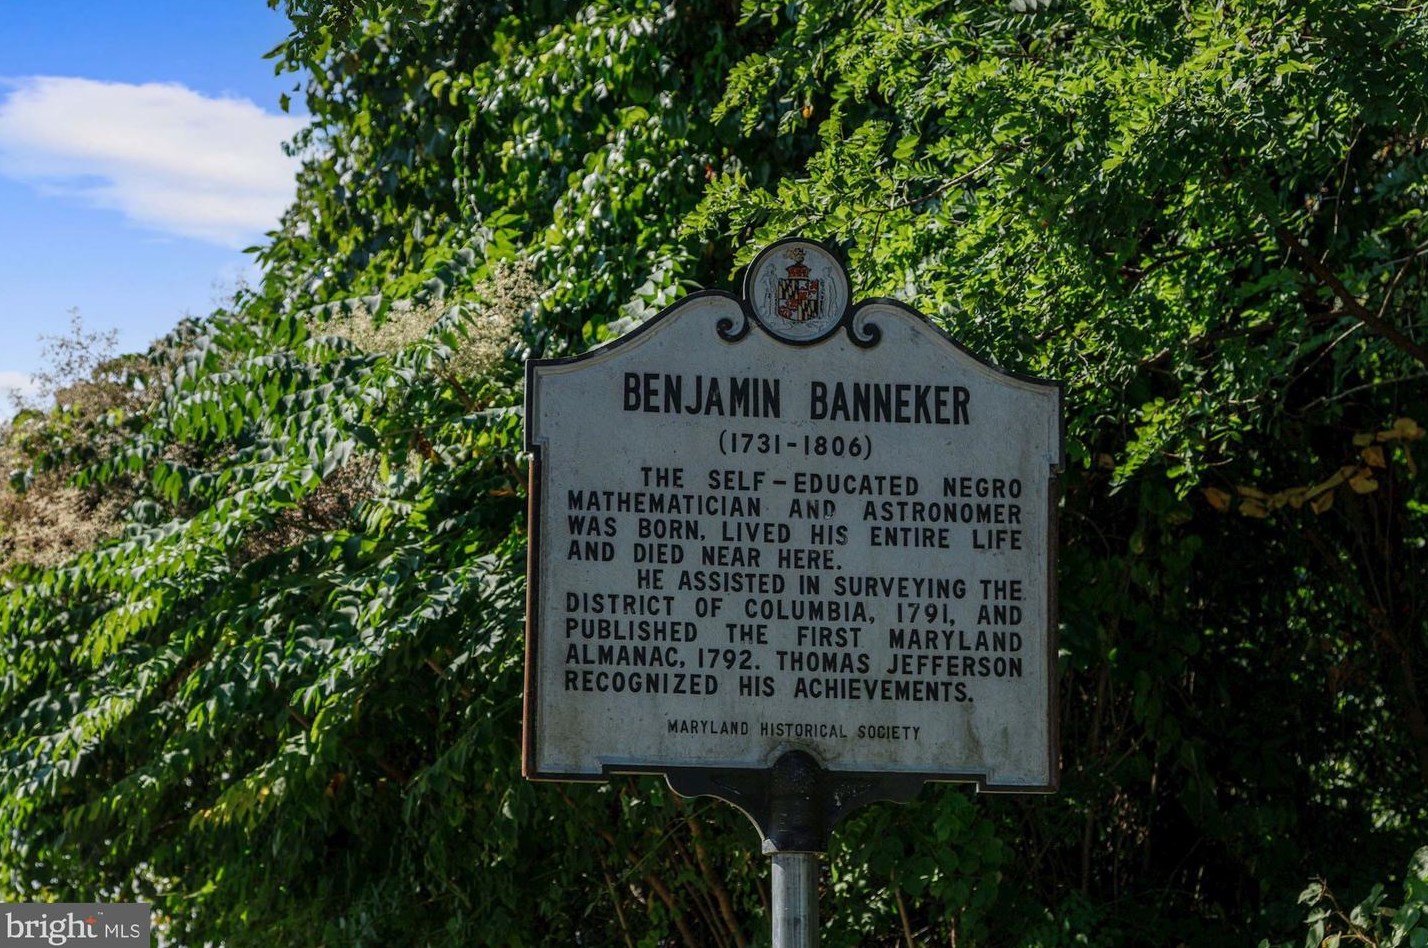 BENJAMIN BANNEKER
(1731-1806)
THE SELF-EDUCATED NEGRO
MATHEMATICIAN AND ASTRONOMER
WAS BORN, LIVED HIS ENTIRE LIFE
AND DIED NEAR HERE.
HE ASSISTED IN SURVEYING THE
DISTRICT OF COLUMBIA, 1791, AND
PUBLISHED THE FIRST MARYLAND
ALMANAC, 1792. THOMAS JEFFERSON
RECOGNIZED HIS ACHIEVEMENTS.
MARYLAND HISTORICAL SOCIETY
bright MLS